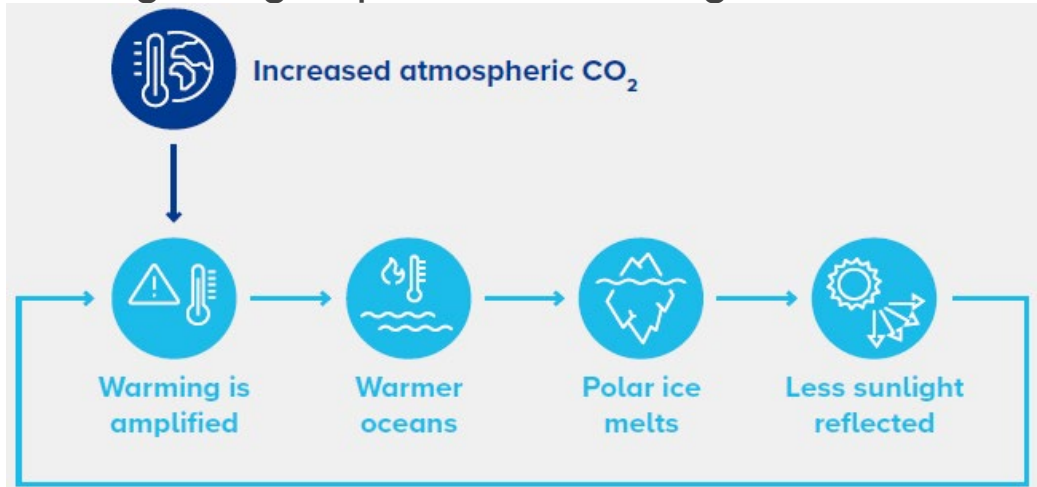 Increased atmospheric CO₂
Warming is
amplified
Warmer
oceans
Polar ice
melts
Less sunlight
reflected